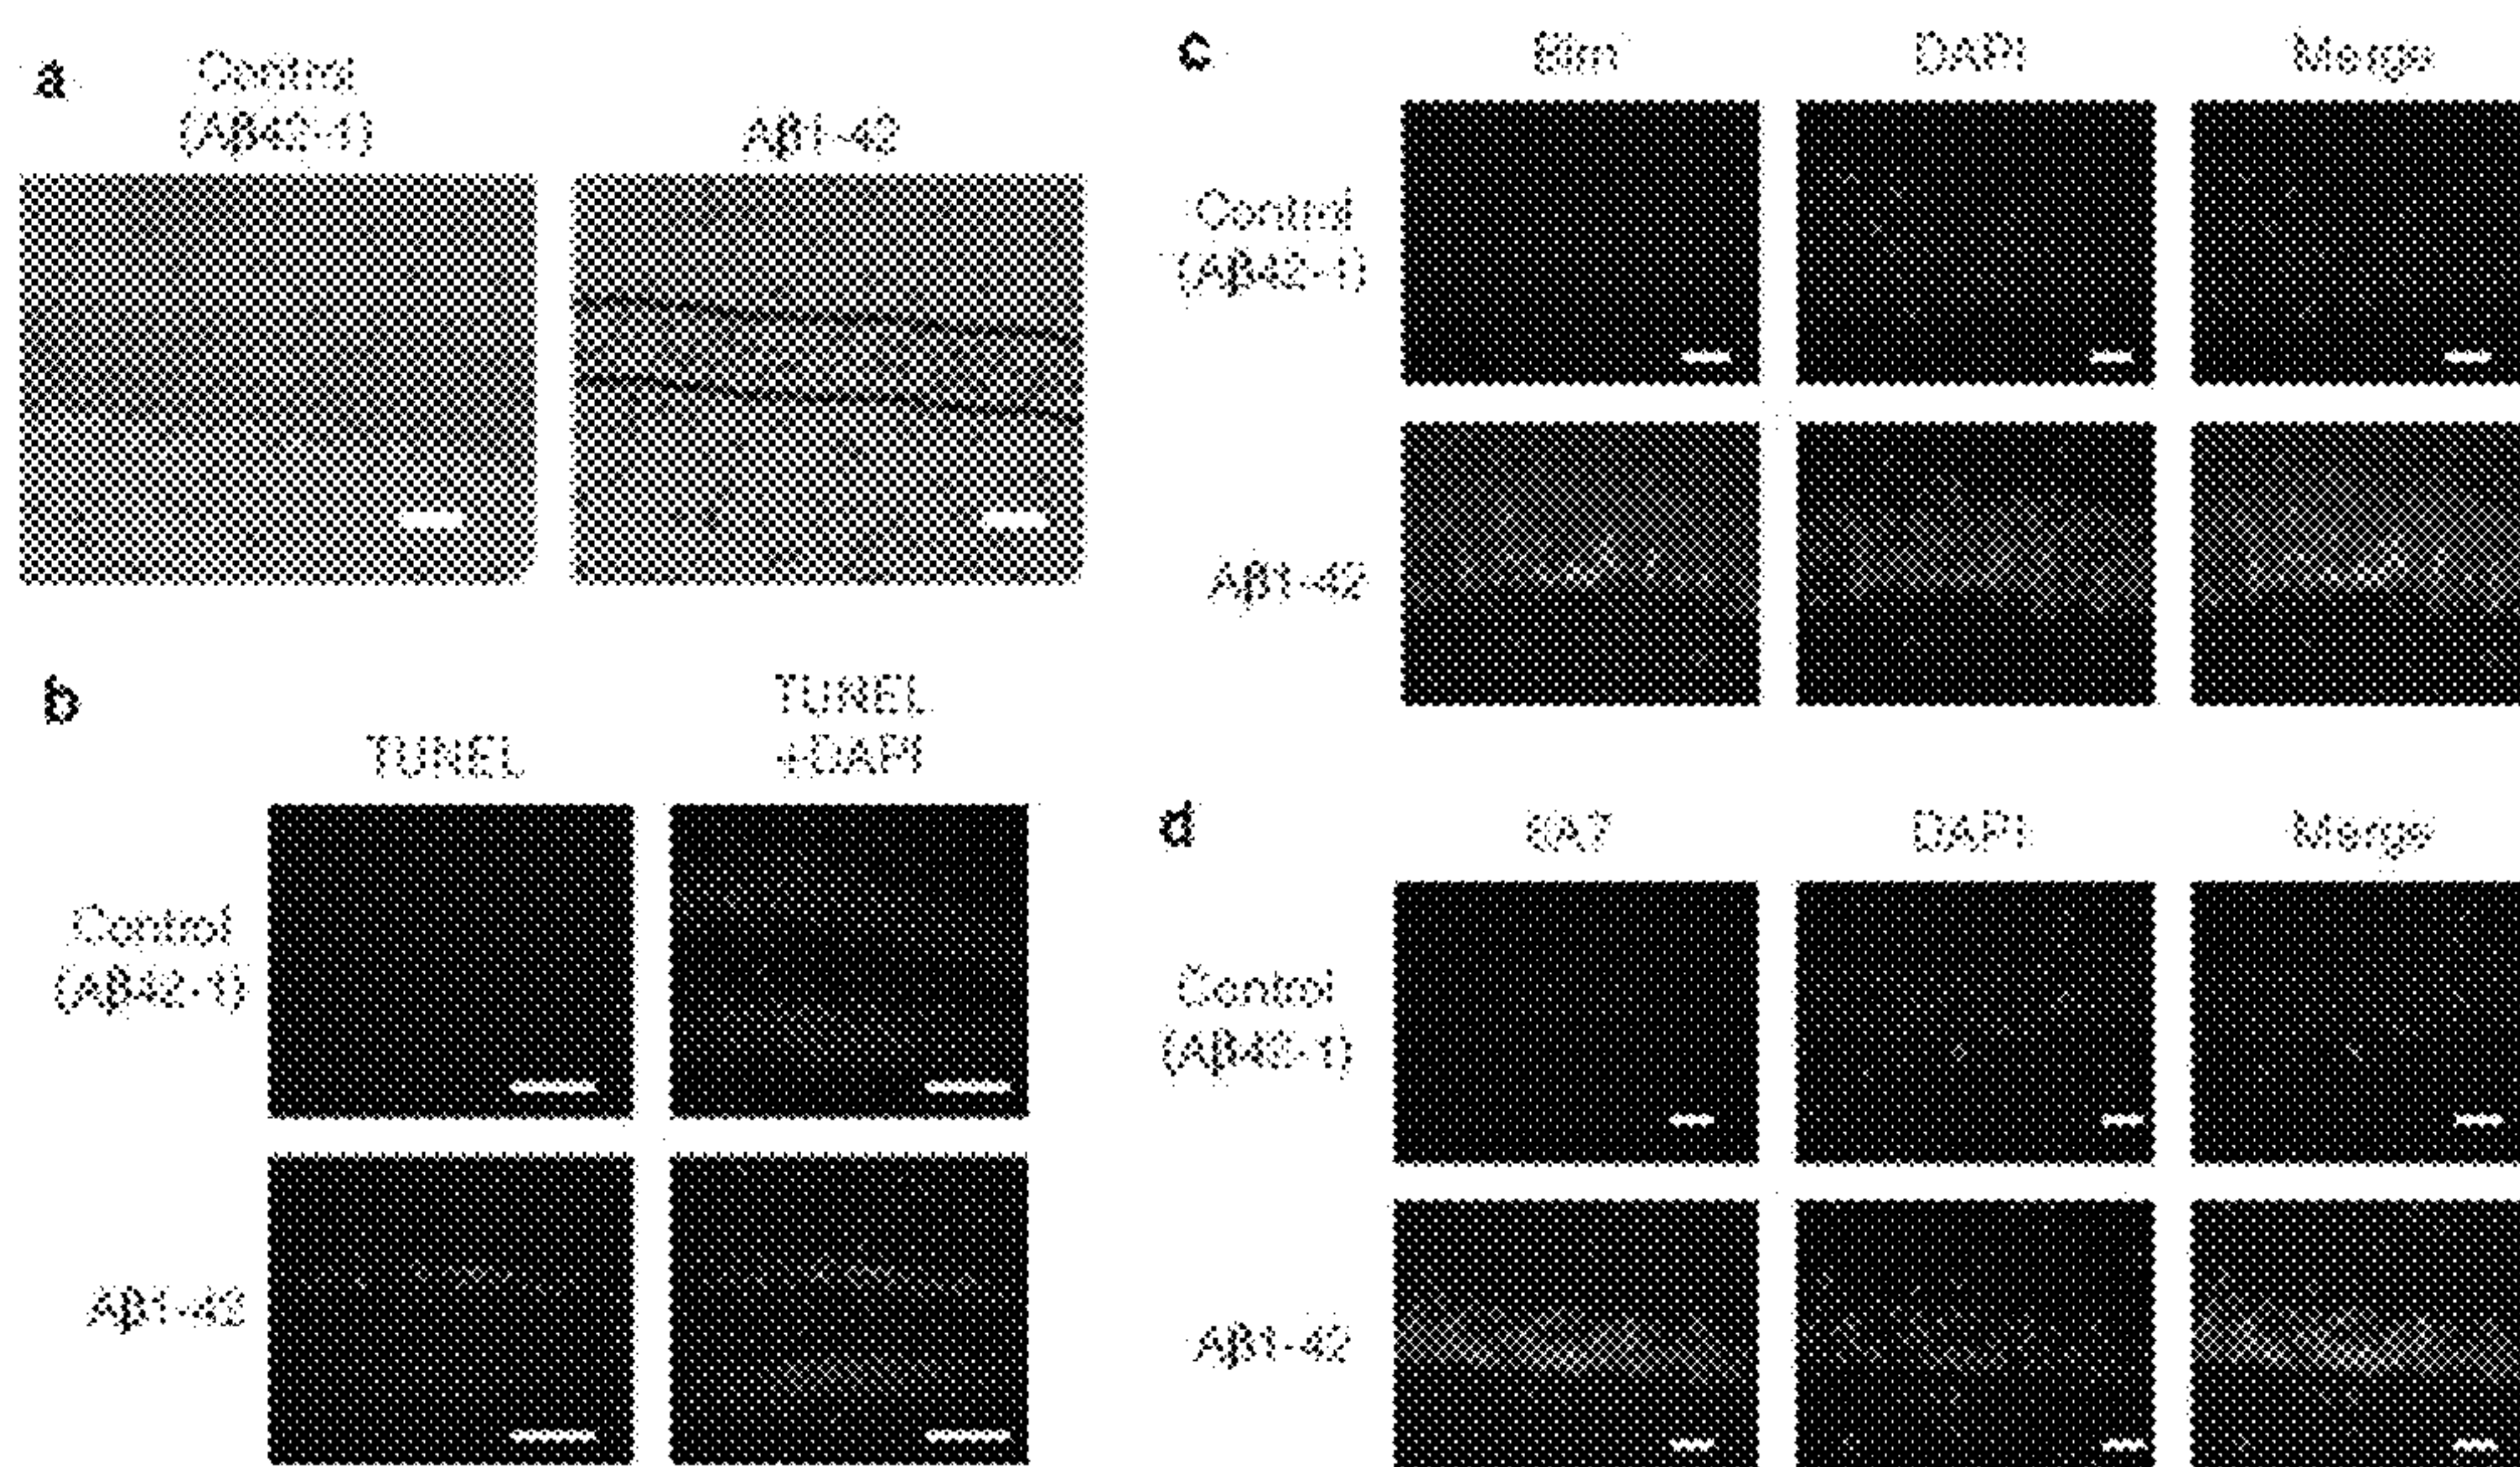 a
Control
(Aβ42-1)
Aβ1-42
b
TUNEL
TUNEL
+DAPI
Control
(Aβ42-1)
Aβ1-42
c
Bim
DAPI
Merge
Control
(Aβ42-1)
Aβ1-42
d
DAPI
Merge
Control
(Aβ42-1)
Aβ1-42